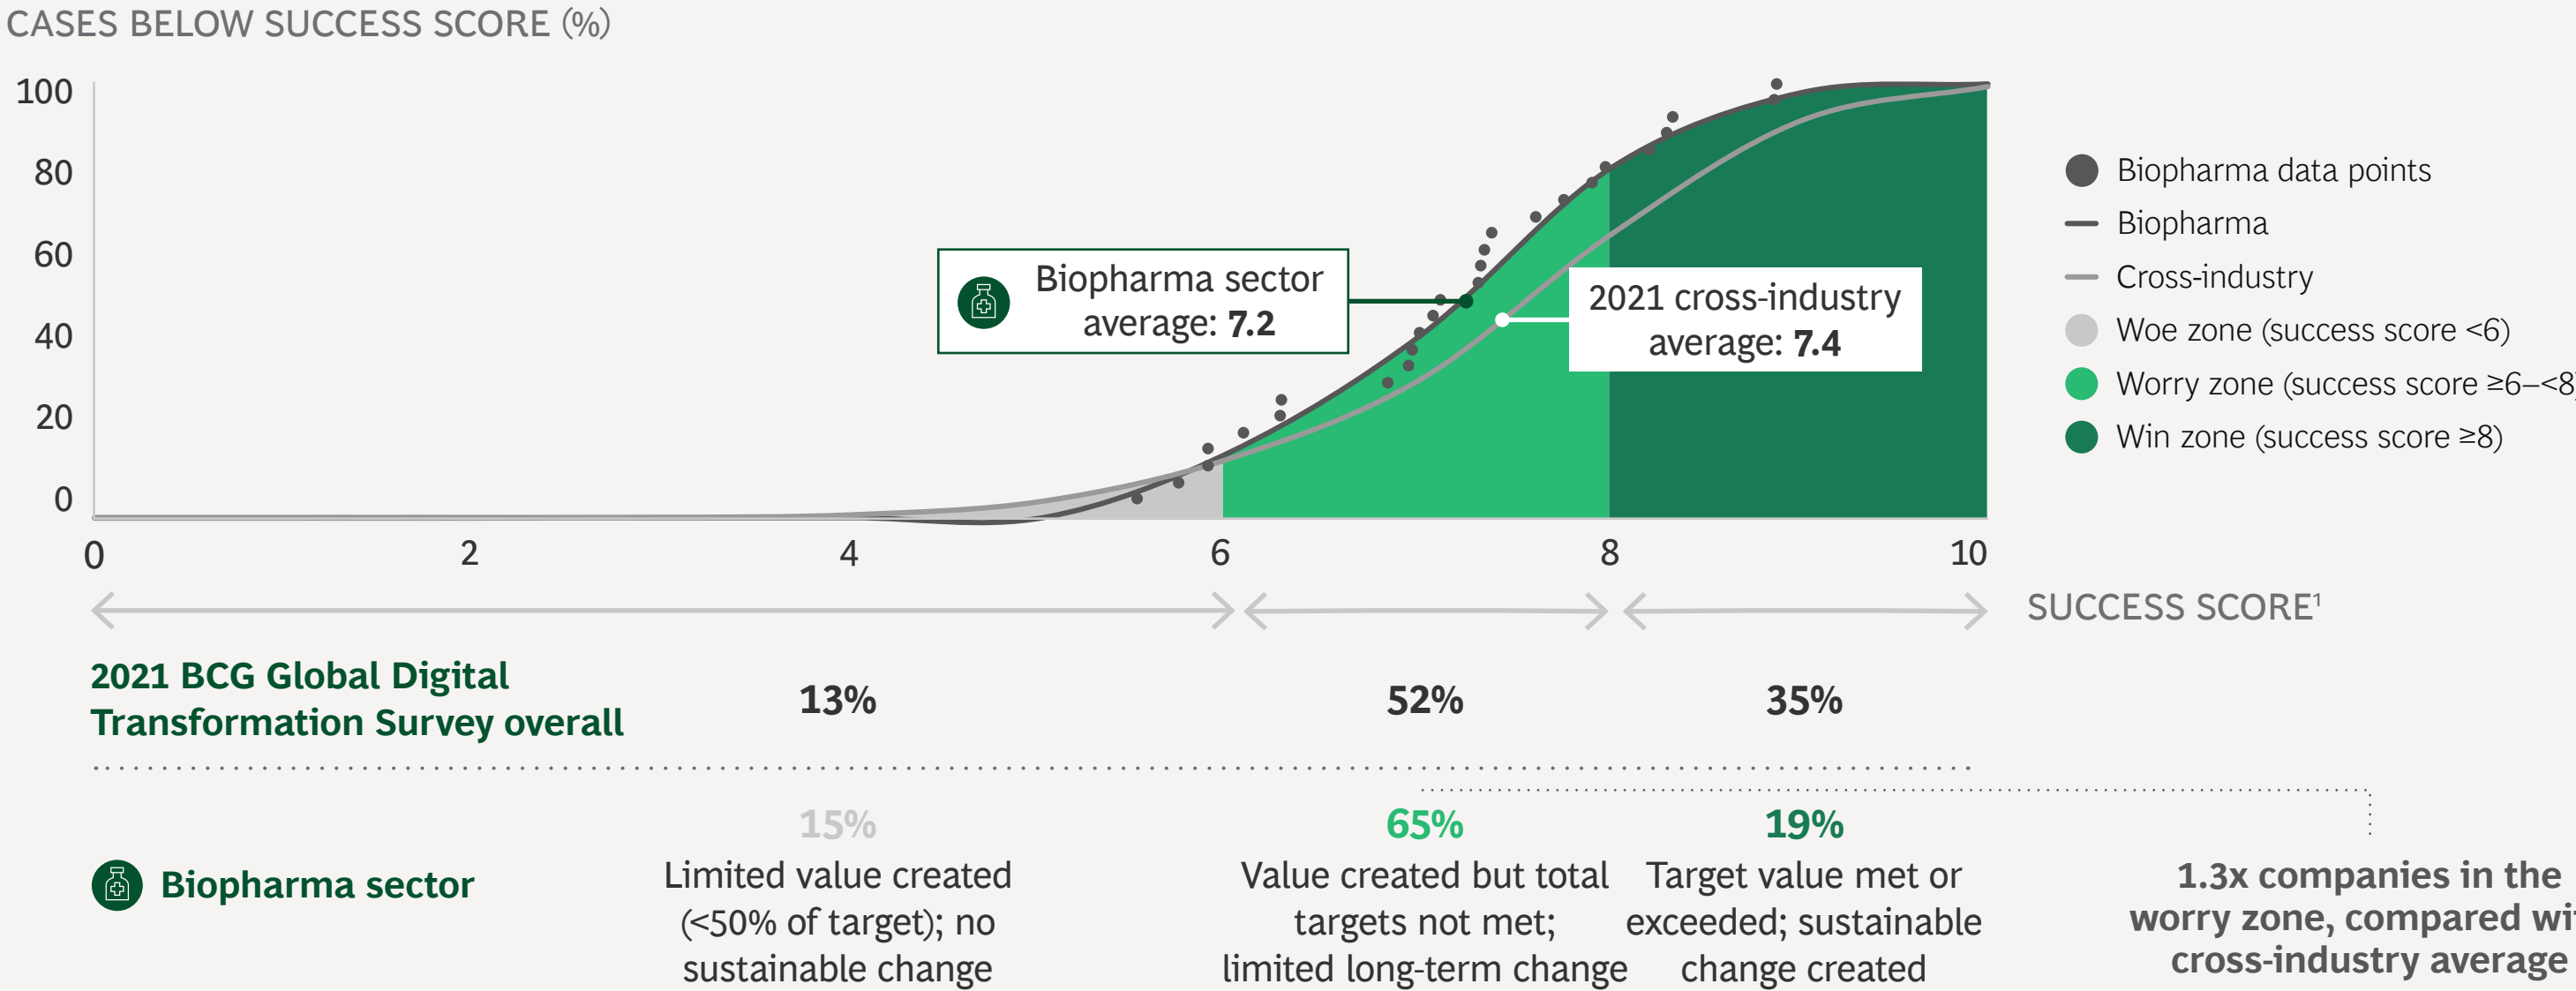 CASES BELOW SUCCESS SCORE (%)
100
80
60
40
20
0
0 2 4 6 8 10
Biopharma sector
average: 7.2
2021 cross-industry
average: 7.4
Biopharma data points
Biopharma
Cross-industry
Woe zone (success score <6)
Worry zone (success score ≥6–<8)
Win zone (success score ≥8)
SUCCESS SCORE¹
2021 BCG Global Digital
Transformation Survey overall
13% 52% 35%
Biopharma sector
15%
Limited value created
(<50% of target); no
sustainable change
65%
Value created but total
targets not met;
limited long-term change
19%
Target value met or
exceeded; sustainable
change created
1.3x companies in the
worry zone, compared wi
cross-industry average